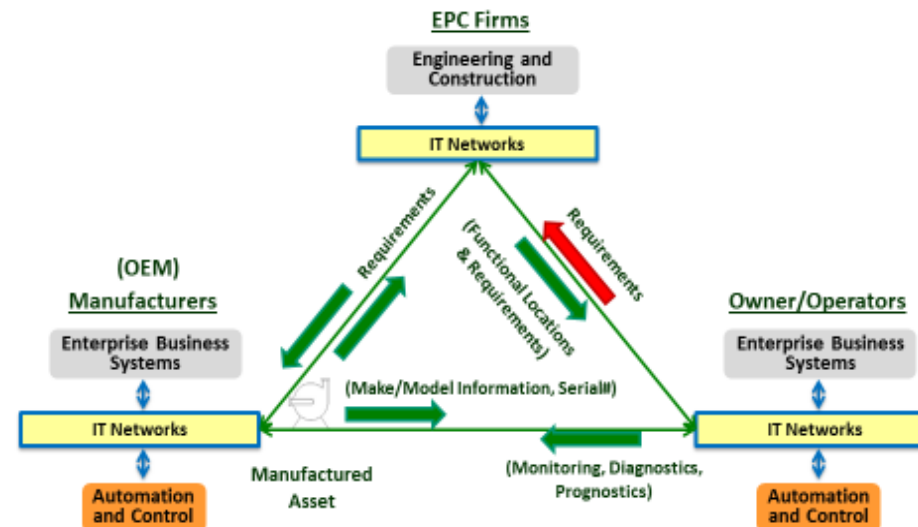 EPC Firms
Engineering and
Construction
IT Networks
Requirements
(Functional Locations
& Requirements)
Requirements
(OEM)
Manufacturers
Enterprise Business
Systems
IT Networks
Automation
and Control
Owner/Operators
Enterprise Business
Systems
IT Networks
Automation
and Control
(Make/Model Information, Serial#)
Manufactured
Asset
(Monitoring, Diagnostics,
Prognostics)